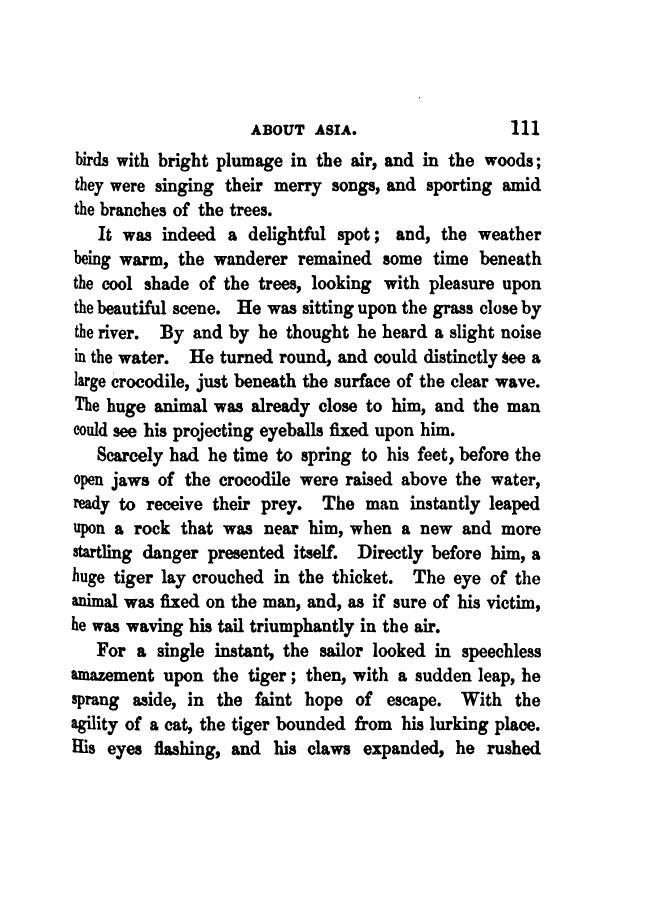 ABOUT ASIA. 111
birds with bright plumage in the air, and in the woods;
they were singing their merry songs, and sporting amid
the branches of the trees.
It was indeed a delightful spot; and, the weather
being warm, the wanderer remained some time beneath
the cool shade of the trees, looking with pleasure upon
the beautiful scene. He was sitting upon the grass close by
the river. By and by he thought he heard a slight noise
in the water. He turned round, and could distinctly see a
large crocodile, just beneath the surface of the clear wave.
The huge animal was already close to him, and the man
could see his projecting eyeballs fixed upon him.
Scarcely had he time to spring to his feet, before the
open jaws of the crocodile were raised above the water,
ready to receive their prey. The man instantly leaped
upon a rock that was near him, when a new and more
startling danger presented itself. Directly before him, a
huge tiger lay crouched in the thicket. The eye of the
animal was fixed on the man, and, as if sure of his victim,
he was waving his tail triumphantly in the air.
For a single instant, the sailor looked in speechless
amazement upon the tiger; then, with a sudden leap, he
sprang aside, in the faint hope of escape. With the
agility of a cat, the tiger bounded from his lurking place.
His eyes flashing, and his claws expanded, he rushed